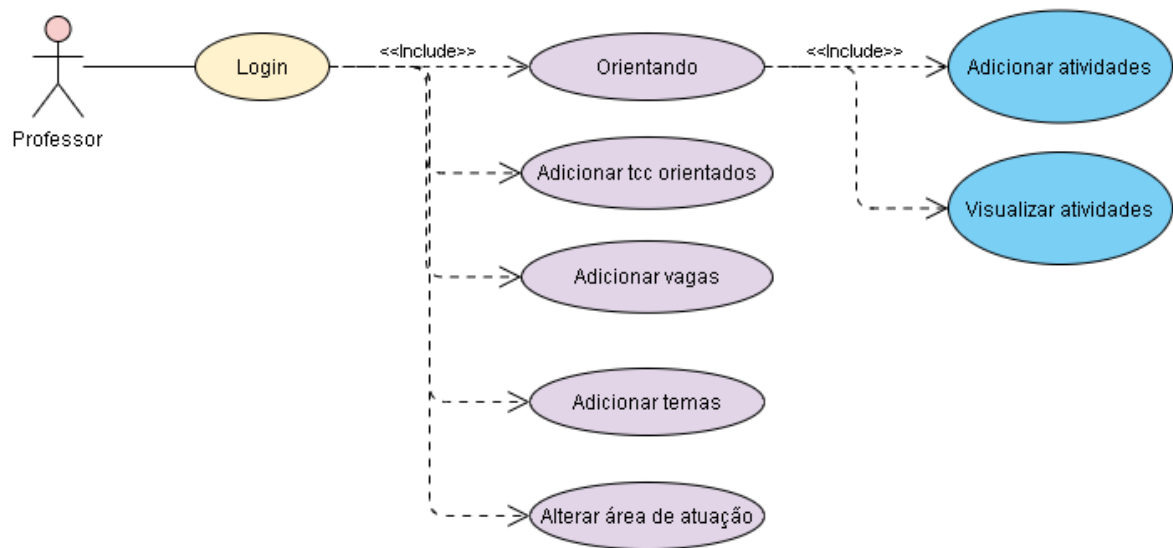 Professor
Login
<<Include>>
Orientando
<<Include>>
Adicionar atividades
Adicionar tcc orientados
Visualizar atividades
Adicionar vagas
Adicionar temas
Alterar área de atuação